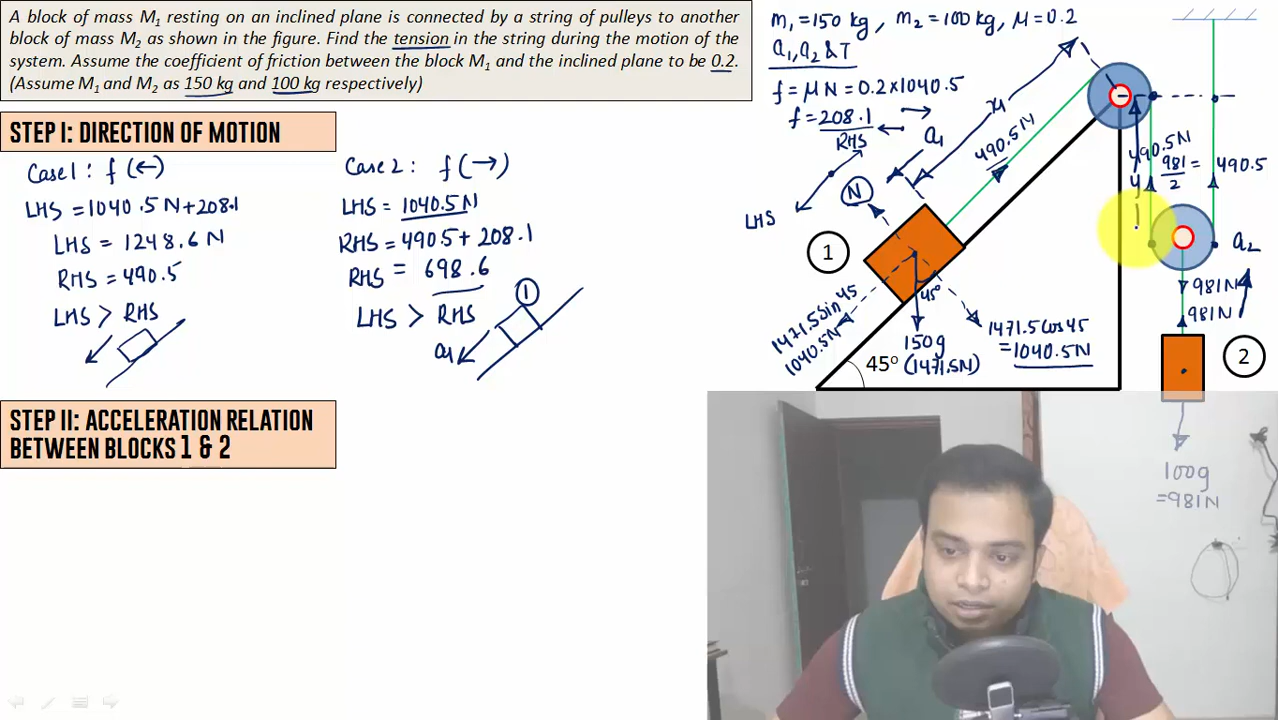 A block of mass M1 resting on an inclined plane is connected by a string of pulleys to another
block of mass M2 as shown in the figure. Find the tension in the string during the motion of the
system. Assume the coefficient of friction between the block M1 and the inclined plane to be 0.2.
(Assume M1 and M2 as 150 kg and 100 kg respectively)
STEP I: DIRECTION OF MOTION
Case 1: f (←)
LHS = 1040.5N+208.1
LHS = 1248.6 N
RHS = 490.5
LHS > RHS
Case 2: f (→)
LHS = 1040.5N
RHS = 490.5 + 208.1
RHS = 698.6
LHS > RHS
1
a1
STEP II: ACCELERATION RELATION
BETWEEN BLOCKS 1 & 2
m1 = 150 kg, m2 = 100 kg, μ = 0.2
a1, a2 & T
f = μN = 0.2×1040.5
f = 208.1
RHS
LHS
a1
x
490.5N
N
1
45°
1471.5 Sin 45
1040.5N
150g
(1471.5N)
1471.5 cos 45
= 1040.5N
45°
490.5N
981/2 = 490.5
y
a2
981N
981N
2
100g
= 981N